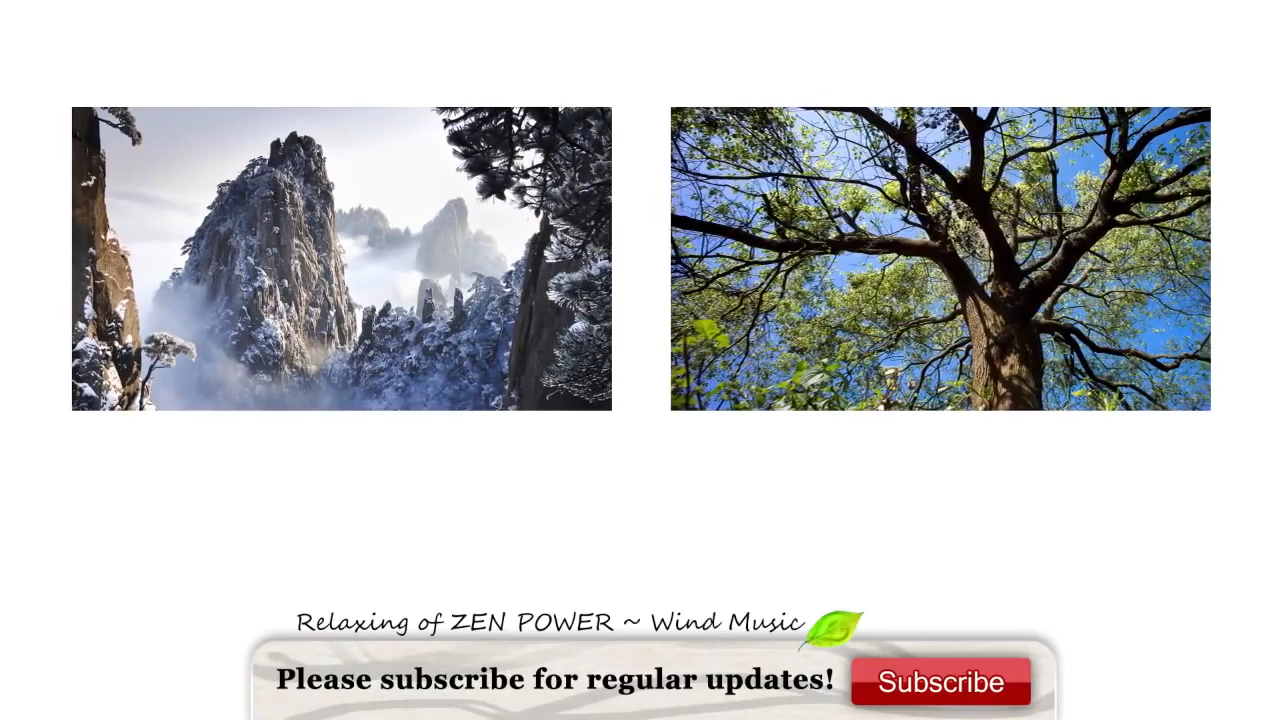 Relaxing of ZEN POWER ~ Wind Music
Please subscribe for regular updates!
Subscribe